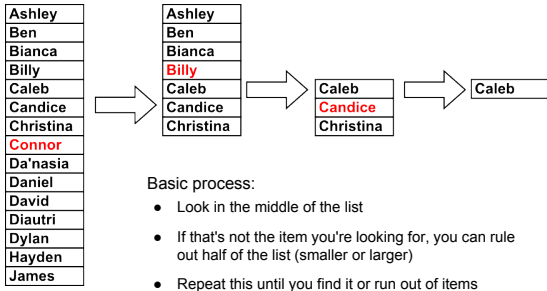 Ashley
Ben
Bianca
Billy
Caleb
Candice
Christina
Connor
Da'nasia
Daniel
David
Diautri
Dylan
Hayden
James
Ashley
Ben
Bianca
Billy
Caleb
Candice
Christina
Caleb
Candice
Christina
Caleb
Basic process:
● Look in the middle of the list
● If that's not the item you're looking for, you can rule
out half of the list (smaller or larger)
● Repeat this until you find it or run out of items